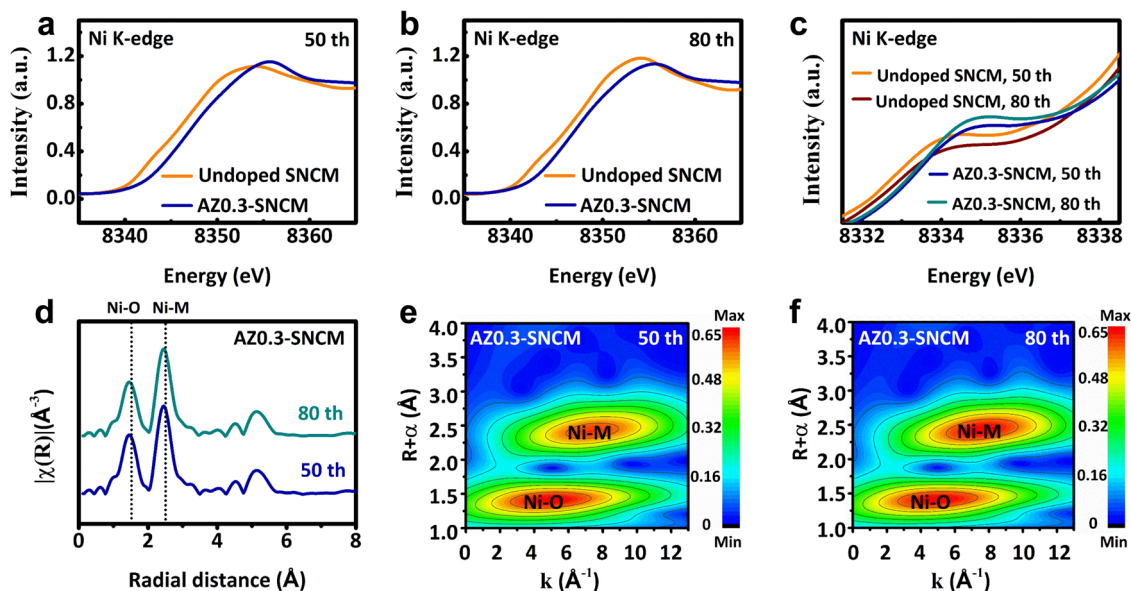 a
Ni K-edge
50 th
Intensity (a.u.)
1.2
0.8
0.4
0.0
Undoped SNCM
AZ0.3-SNCM
8340
8350
8360
Energy (eV)
b
Ni K-edge
80 th
Intensity (a.u.)
1.2
0.8
0.4
0.0
Undoped SNCM
AZ0.3-SNCM
8340
8350
8360
Energy (eV)
c
Ni K-edge
Intensity (a.u.)
Undoped SNCM, 50 th
Undoped SNCM, 80 th
AZ0.3-SNCM, 50 th
AZ0.3-SNCM, 80 th
8332
8334
8336
8338
Energy (eV)
d
Ni-O
Ni-M
AZ0.3-SNCM
|χ(R)|(Å⁻³)
80 th
50 th
0
2
4
6
8
Radial distance (Å)
e
AZ0.3-SNCM
50 th
R+α (Å)
4.0
3.5
3.0
2.5
2.0
1.5
1.0
Ni-M
Ni-O
0
2
4
6
8
10
12
k (Å⁻¹)
Max
0.65
0.48
0.32
0.16
0
Min
f
AZ0.3-SNCM
80 th
R+α (Å)
4.0
3.5
3.0
2.5
2.0
1.5
1.0
Ni-M
Ni-O
0
2
4
6
8
10
12
k (Å⁻¹)
Max
0.65
0.48
0.32
0.16
0
Min